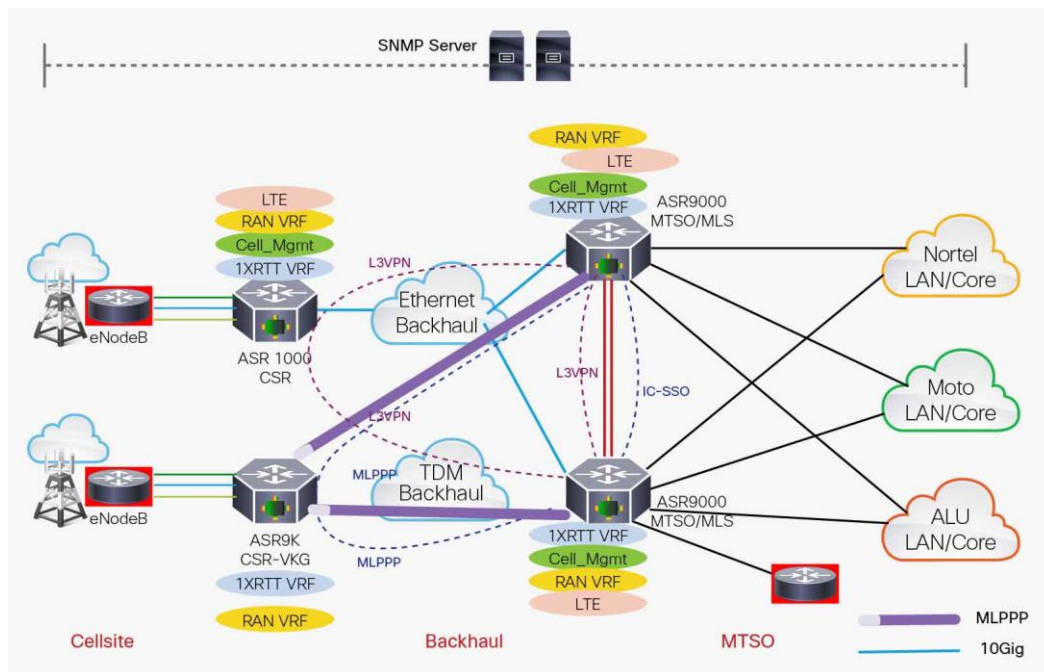 SNMP Server
RAN VRF
LTE
Cell_Mgmt
1XRTT VRF
ASR9000
MTSO/MLS
LTE
RAN VRF
Cell_Mgmt
1XRTT VRF
eNodeB
ASR 1000
CSR
L3VPN
Ethernet
Backhaul
L3VPN
IC-SSO
Nortel
LAN/Core
Moto
LAN/Core
L3VPN
MLPPP
TDM
Backhaul
MLPPP
eNodeB
ASR9K
CSR-VKG
1XRTT VRF
RAN VRF
ASR9000
MTSO/MLS
1XRTT VRF
Cell_Mgmt
RAN VRF
LTE
ALU
LAN/Core
Cellsite
Backhaul
MTSO
MLPPP
10Gig